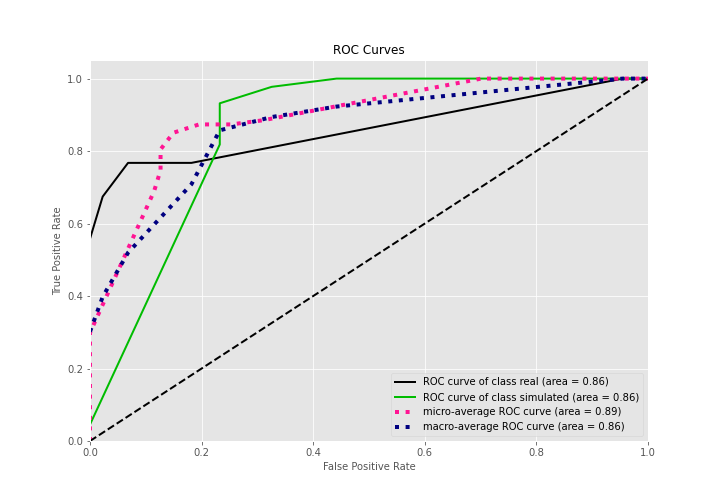 ROC Curves
1.0
0.8
0.6
0.4
0.2
0.0
True Positive Rate
ROC curve of class real (area = 0.86)
ROC curve of class simulated (area = 0.86)
micro-average ROC curve (area = 0.89)
macro-average ROC curve (area = 0.86)
0.0 0.2 0.4 0.6 0.8 1.0
False Positive Rate